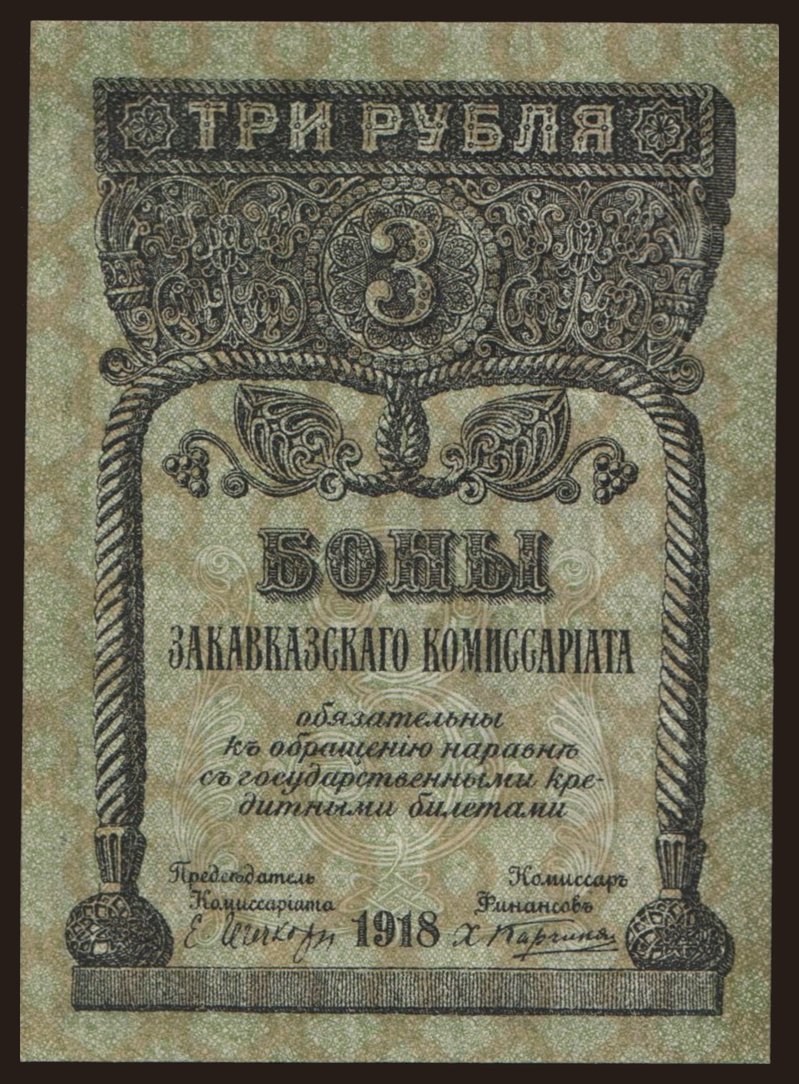 ТРИ РУБЛЯ
3
БОНЫ
ЗАКАВКАЗСКАГО КОМИССАРІАТА
обязательны
къ обращенію наравнѣ
съ государственными кре-
дитными билетами
Предсѣдатель
Комиссаріата
Комиссаръ
Финансовъ
1918